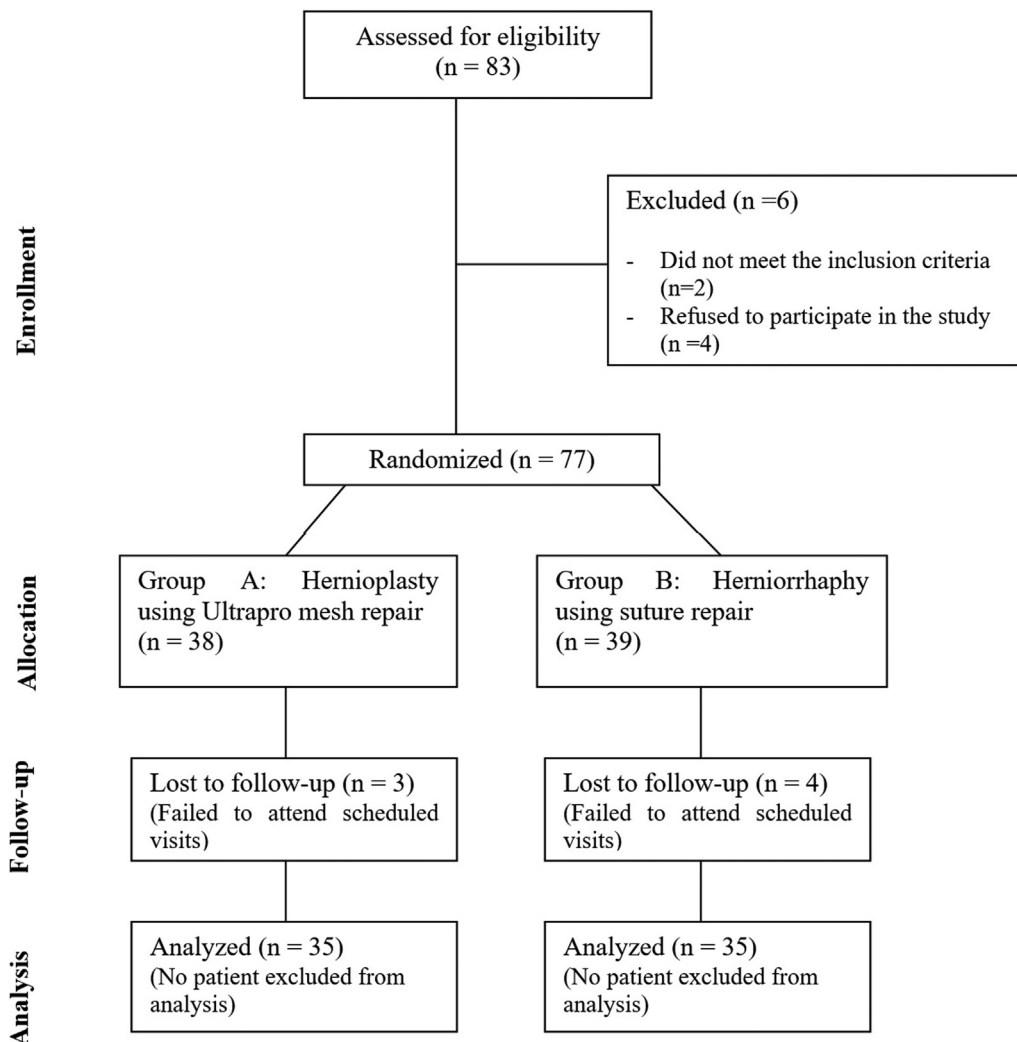 Assessed for eligibility
(n = 83)
Enrollment
Excluded (n =6)
- Did not meet the inclusion criteria
(n=2)
- Refused to participate in the study
(n =4)
Randomized (n = 77)
Allocation
Group A: Hernioplasty
using Ultrapro mesh repair
(n = 38)
Group B: Herniorrhaphy
using suture repair
(n = 39)
Follow-up
Lost to follow-up (n = 3)
(Failed to attend scheduled
visits)
Lost to follow-up (n = 4)
(Failed to attend scheduled
visits)
Analysis
Analyzed (n = 35)
(No patient excluded from
analysis)
Analyzed (n = 35)
(No patient excluded from
analysis)